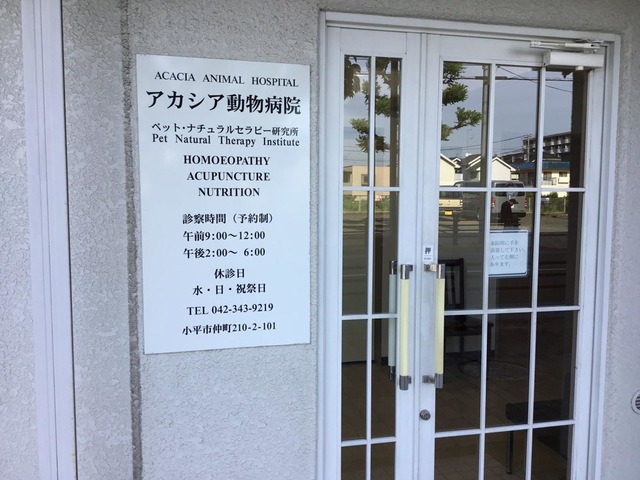 ACACIA ANIMAL HOSPITAL
アカシア動物病院
ペット・ナチュラルセラピー研究所
Pet Natural Therapy Institute
HOMOEOPATHY
ACUPUNCTURE
NUTRITION
診察時間（予約制）
午前9:00～12:00
午後2:00～ 6:00
休診日
水・日・祝祭日
TEL 042-343-9219
小平市仲町210-2-101
押